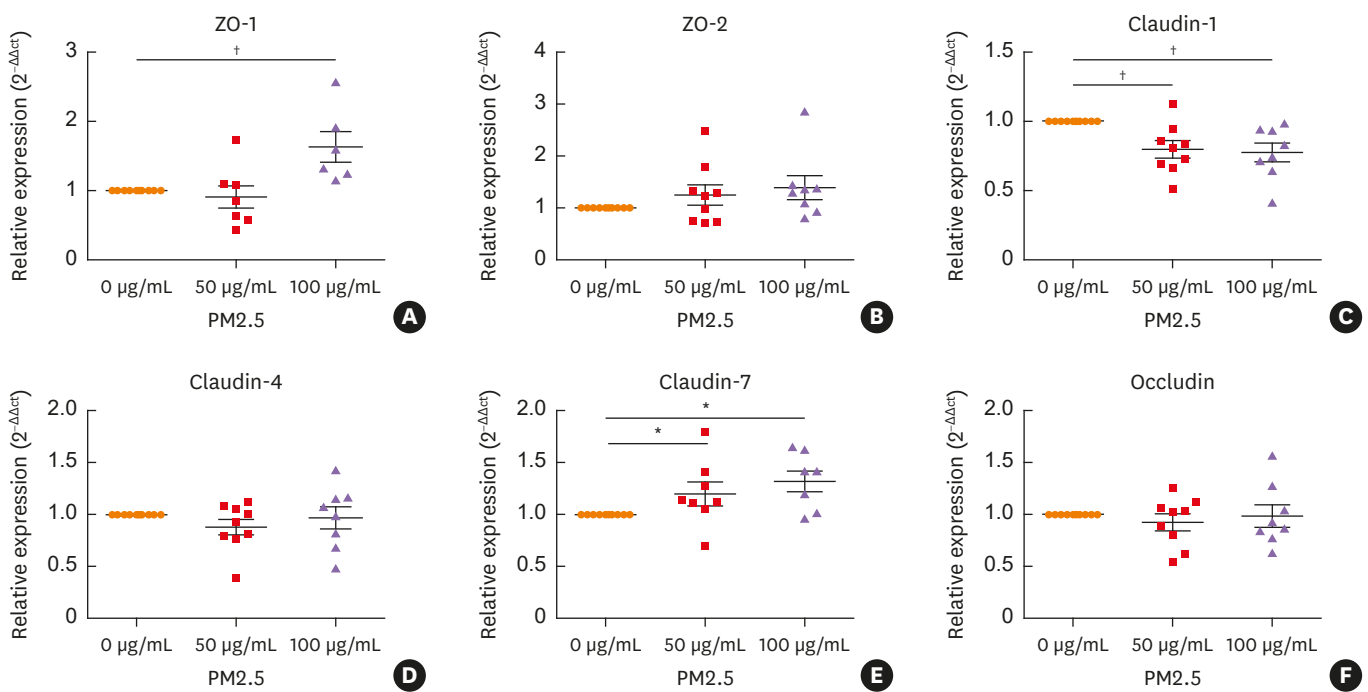 ZO-1
Relative expression (2⁻ΔΔct)
3
2
1
0
†
0 µg/mL 50 µg/mL 100 µg/mL
PM2.5
A
ZO-2
Relative expression (2⁻ΔΔct)
4
3
2
1
0
0 µg/mL 50 µg/mL 100 µg/mL
PM2.5
B
Claudin-1
Relative expression (2⁻ΔΔct)
1.5
1.0
0.5
0
†
†
0 µg/mL 50 µg/mL 100 µg/mL
PM2.5
C
Claudin-4
Relative expression (2⁻ΔΔct)
2.0
1.5
1.0
0.5
0
0 µg/mL 50 µg/mL 100 µg/mL
PM2.5
D
Claudin-7
Relative expression (2⁻ΔΔct)
2.0
1.5
1.0
0.5
0
*
*
0 µg/mL 50 µg/mL 100 µg/mL
PM2.5
E
Occludin
Relative expression (2⁻ΔΔct)
2.0
1.5
1.0
0.5
0
0 µg/mL 50 µg/mL 100 µg/mL
PM2.5
F